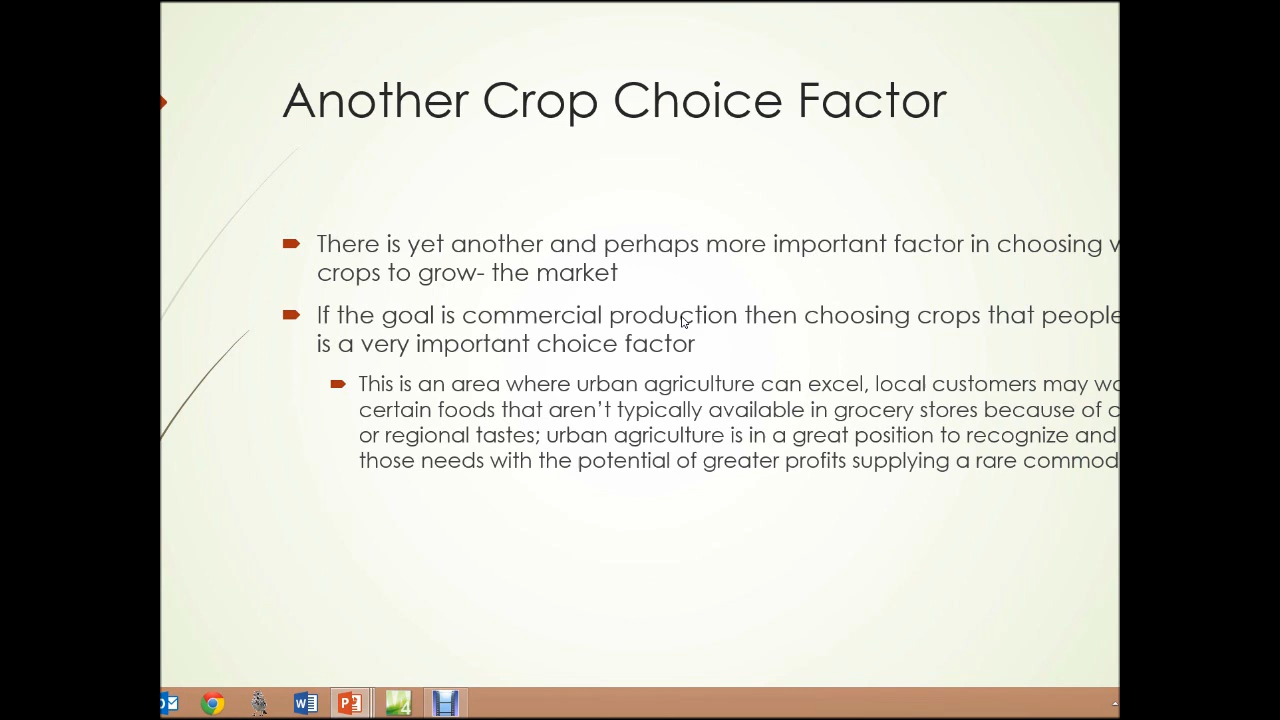 Another Crop Choice Factor
There is yet another and perhaps more important factor in choosing
crops to grow- the market
If the goal is commercial production then choosing crops that people
is a very important choice factor
This is an area where urban agriculture can excel, local customers may
certain foods that aren't typically available in grocery stores because of
or regional tastes; urban agriculture is in a great position to recognize and
those needs with the potential of greater profits supplying a rare